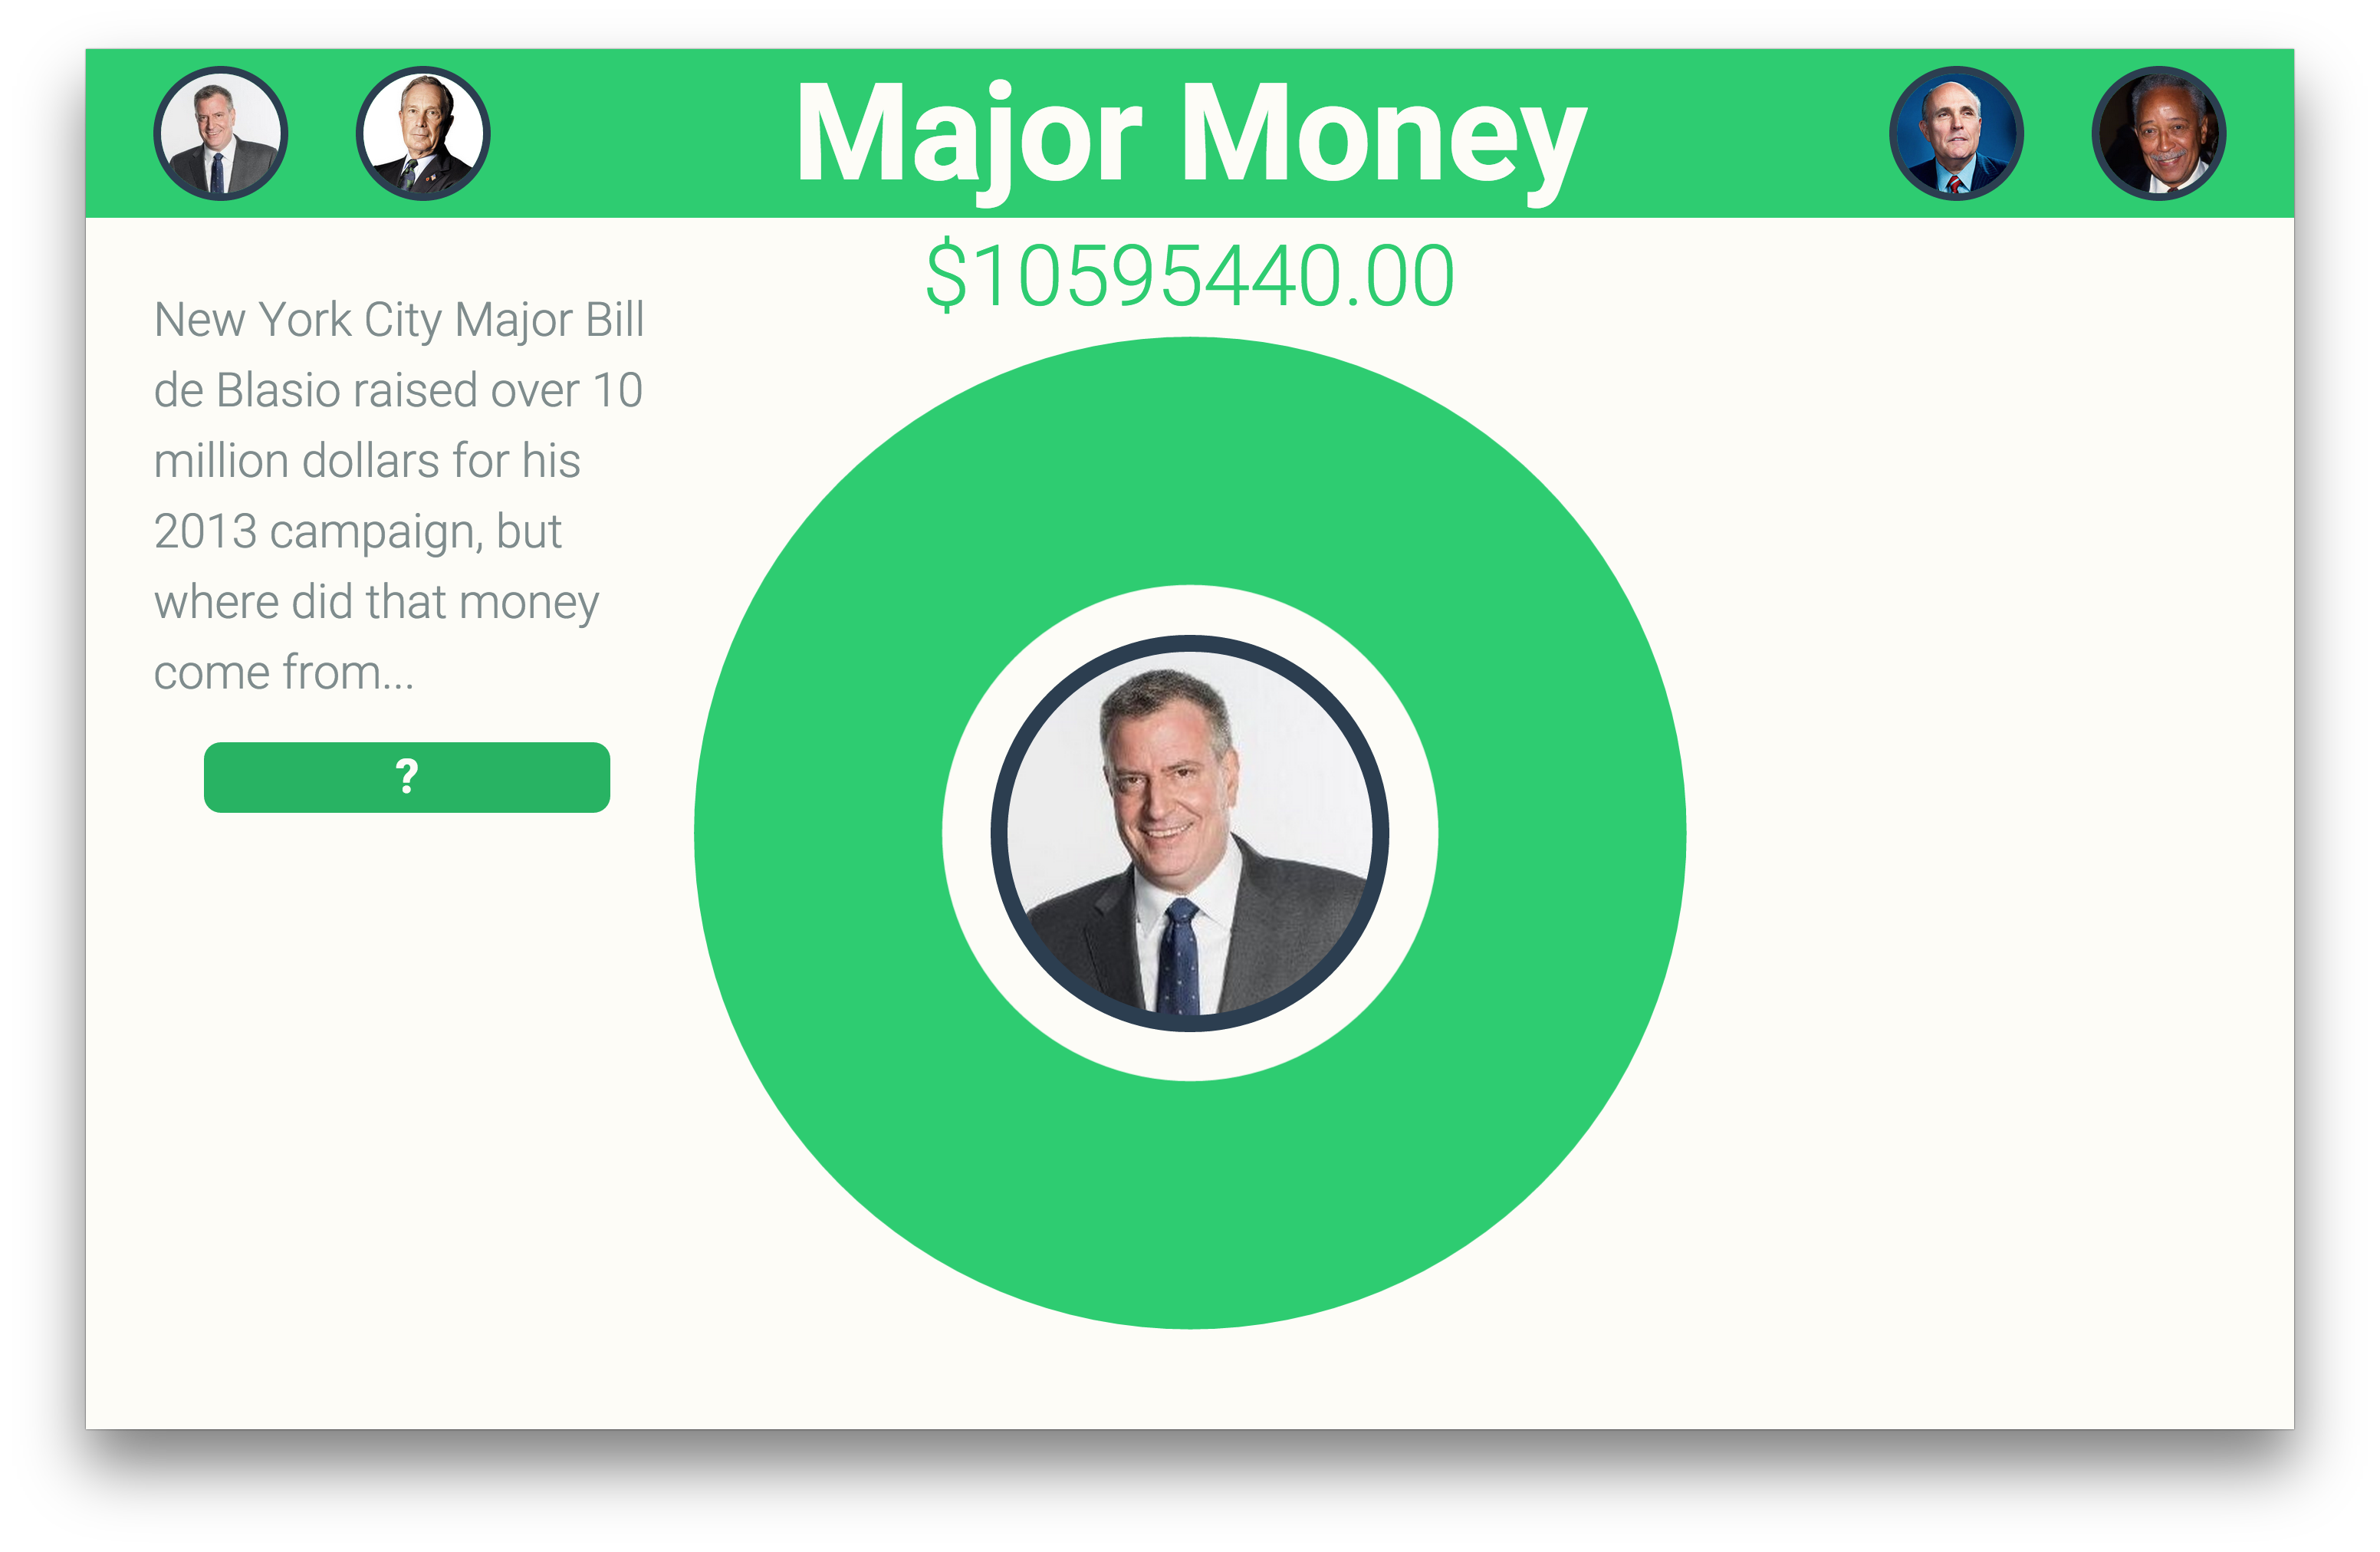 Major Money
$10595440.00
New York City Major Bill
de Blasio raised over 10
million dollars for his
2013 campaign, but
where did that money
come from...
?